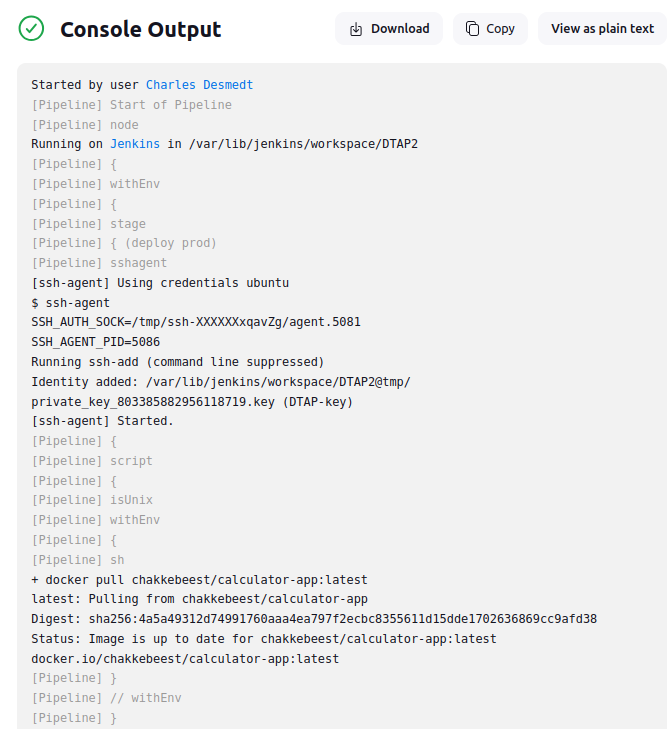 Console Output
Download
Copy
View as plain text
Started by user Charles Desmedt
[Pipeline] Start of Pipeline
[Pipeline] node
Running on Jenkins in /var/lib/jenkins/workspace/DTAP2
[Pipeline] {
[Pipeline] withEnv
[Pipeline] {
[Pipeline] stage
[Pipeline] { (deploy prod)
[Pipeline] sshagent
[ssh-agent] Using credentials ubuntu
$ ssh-agent
SSH_AUTH_SOCK=/tmp/ssh-XXXXXXxqavZg/agent.5081
SSH_AGENT_PID=5086
Running ssh-add (command line suppressed)
Identity added: /var/lib/jenkins/workspace/DTAP2@tmp/
private_key_803385882956118719.key (DTAP-key)
[ssh-agent] Started.
[Pipeline] {
[Pipeline] script
[Pipeline] {
[Pipeline] isUnix
[Pipeline] withEnv
[Pipeline] {
[Pipeline] sh
+ docker pull chakkebeest/calculator-app:latest
latest: Pulling from chakkebeest/calculator-app
Digest: sha256:4a5a49312d74991760aaa4ea797f2ecbc8355611d15dde1702636869cc9afd38
Status: Image is up to date for chakkebeest/calculator-app:latest
docker.io/chakkebeest/calculator-app:latest
[Pipeline] }
[Pipeline] // withEnv
[Pipeline] }